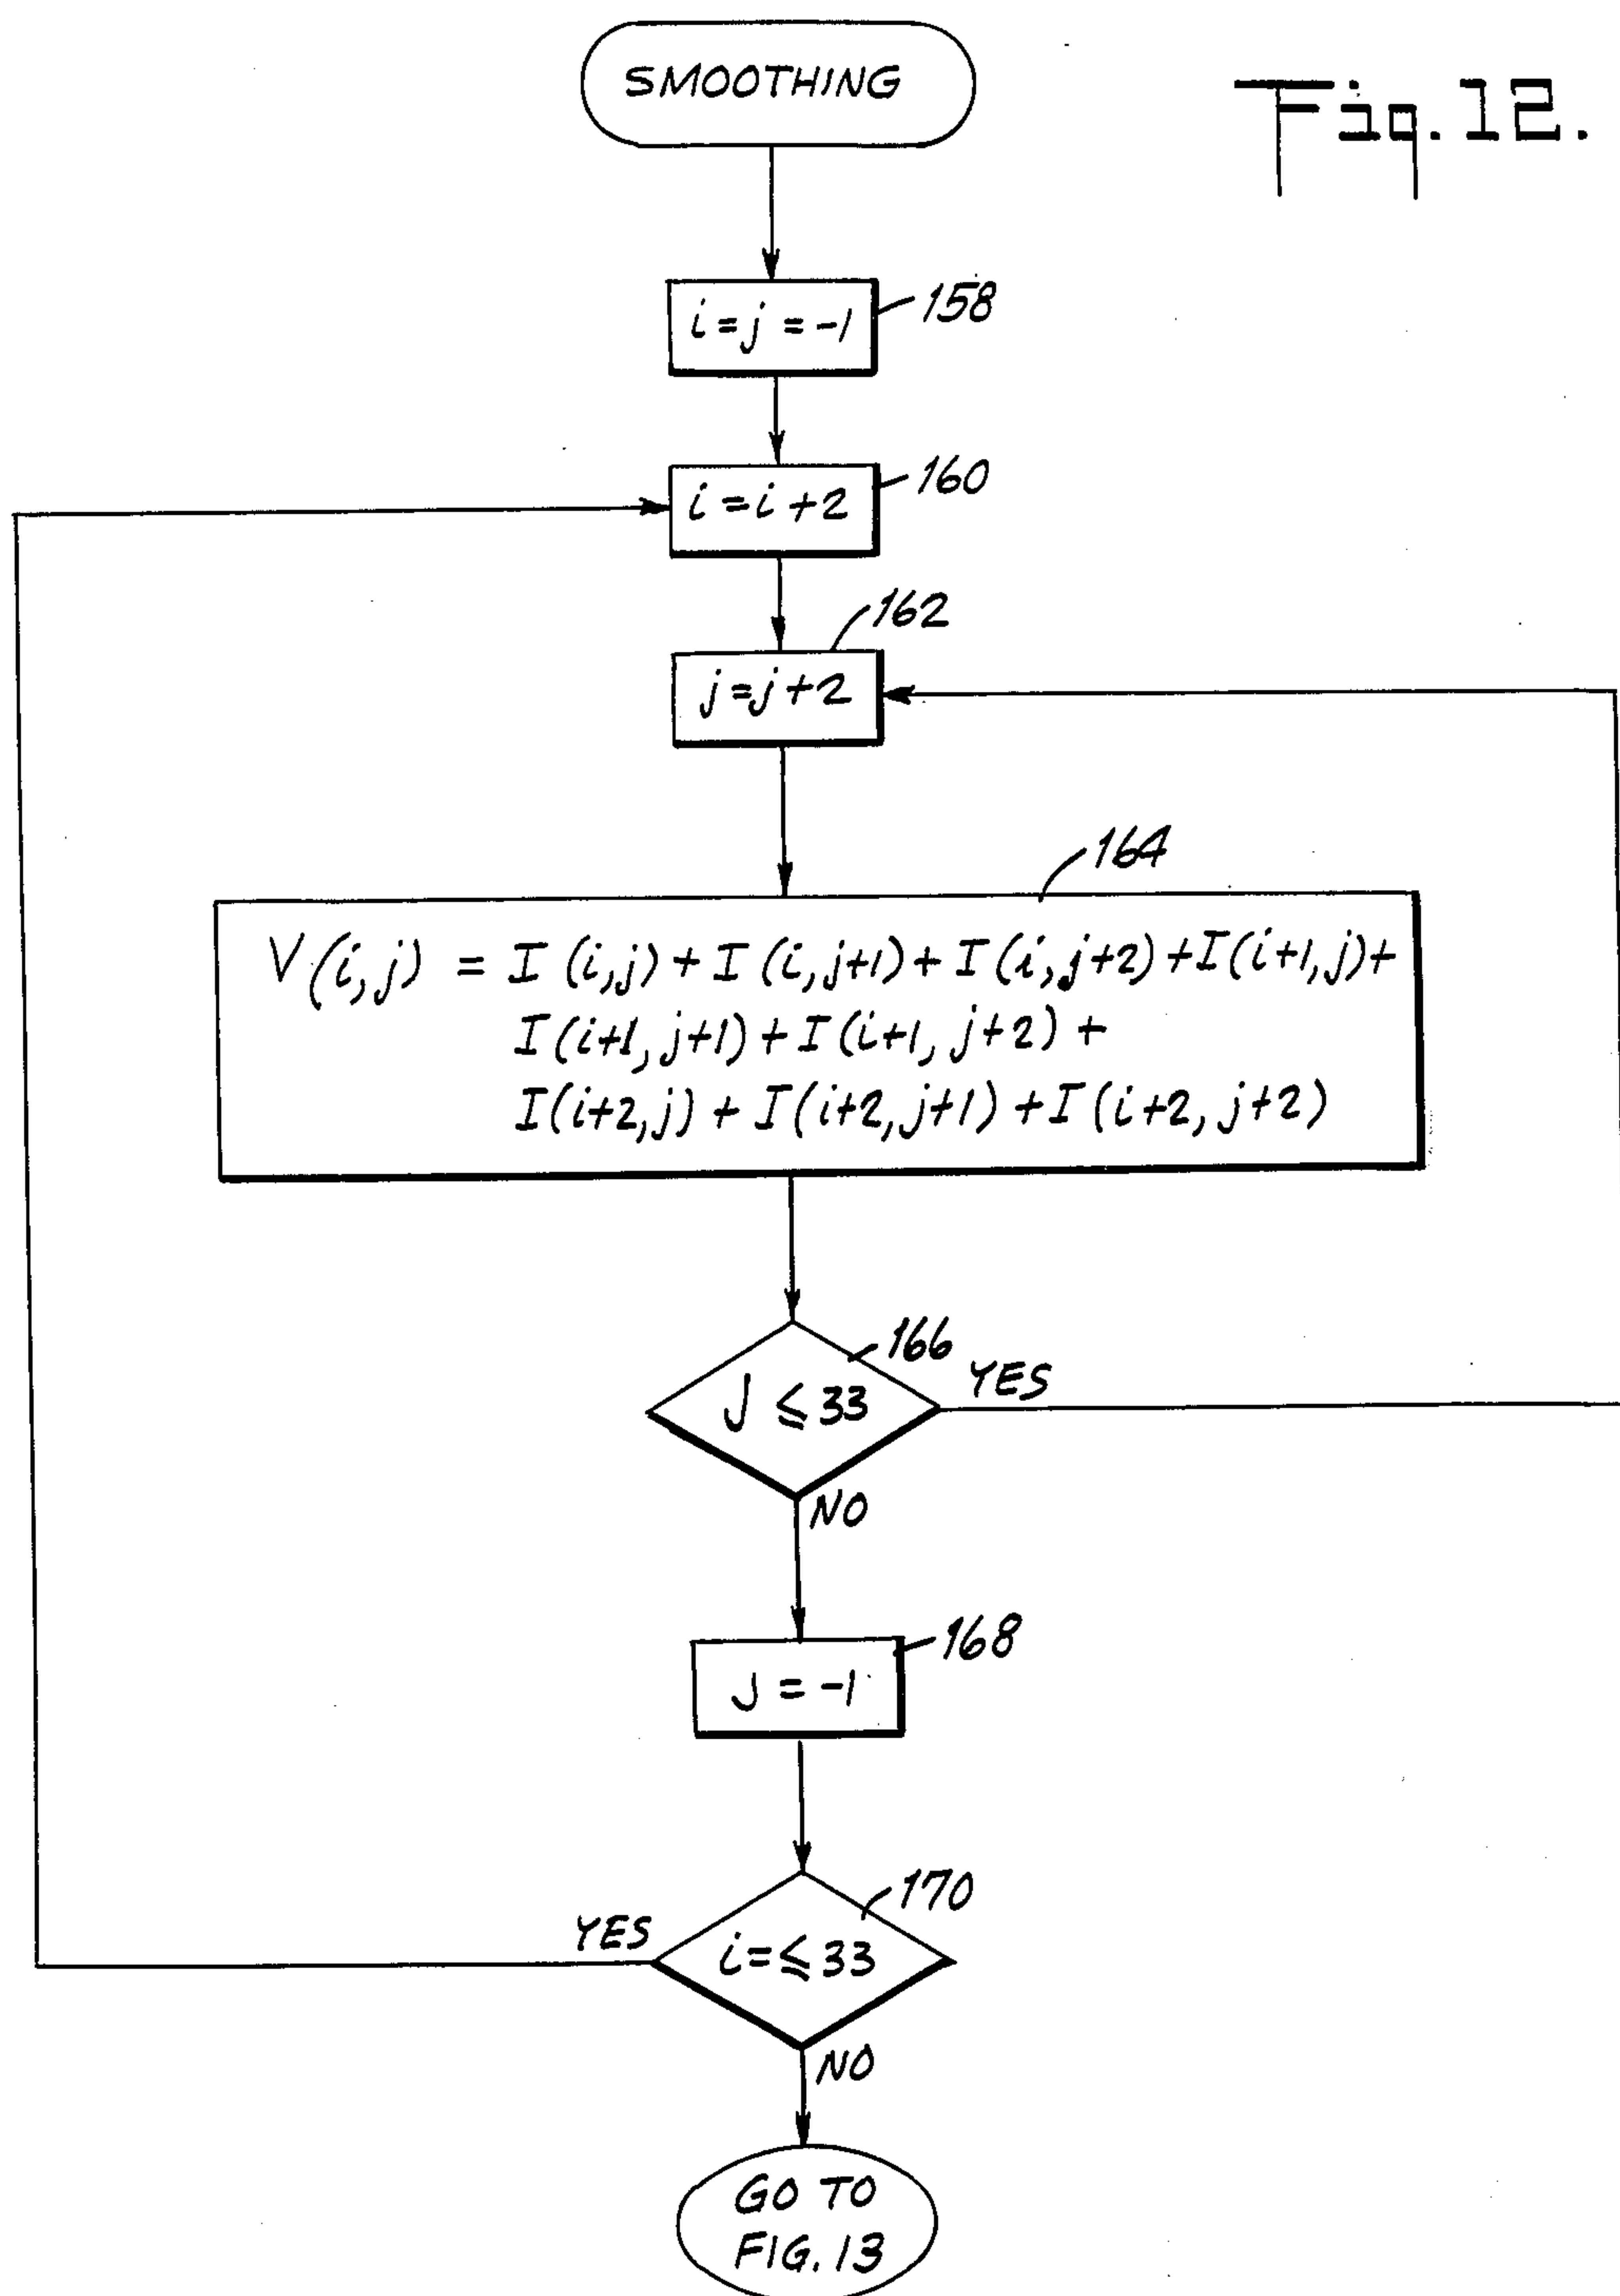 SMOOTHING
Fig. 12.
i=j=-1
158
i=i+2
160
162
j=j+2
164
V(i,j) = I(i,j)+I(i,j+1)+I(i,j+2)+I(i+1,j)+
I(i+1,j+1)+I(i+1,j+2)+
I(i+2,j)+I(i+2,j+1)+I(i+2,j+2)
166
J≤33
YES
NO
168
J=-1
170
YES
i=≤33
NO
GO TO
FIG. 13